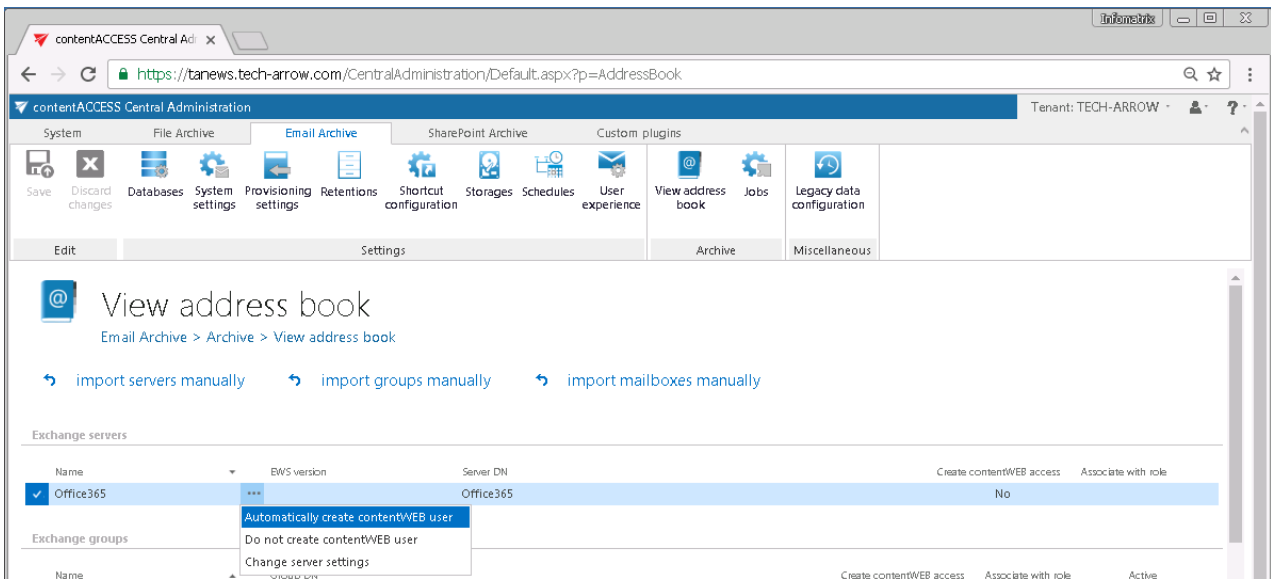 Infometrix
contentACCESS Central Adr
https://tanews.tech-arrow.com/CentralAdministration/Default.aspx?p=AddressBook
contentACCESS Central Administration
Tenant: TECH-ARROW
?
System File Archive Email Archive SharePoint Archive Custom plugins
Save Discard changes Databases System settings Provisioning settings Retentions Shortcut configuration Storages Schedules User experience View address book Jobs Legacy data configuration
Edit Settings Archive Miscellaneous
View address book
Email Archive > Archive > View address book
import servers manually import groups manually import mailboxes manually
Exchange servers
Name EWS version Server DN Create contentWEB access Associate with role
Office365 ••• Office365 No
Automatically create contentWEB user
Exchange groups
Do not create contentWEB user
Change server settings
Name Group DN Create contentWEB access Associate with role Active